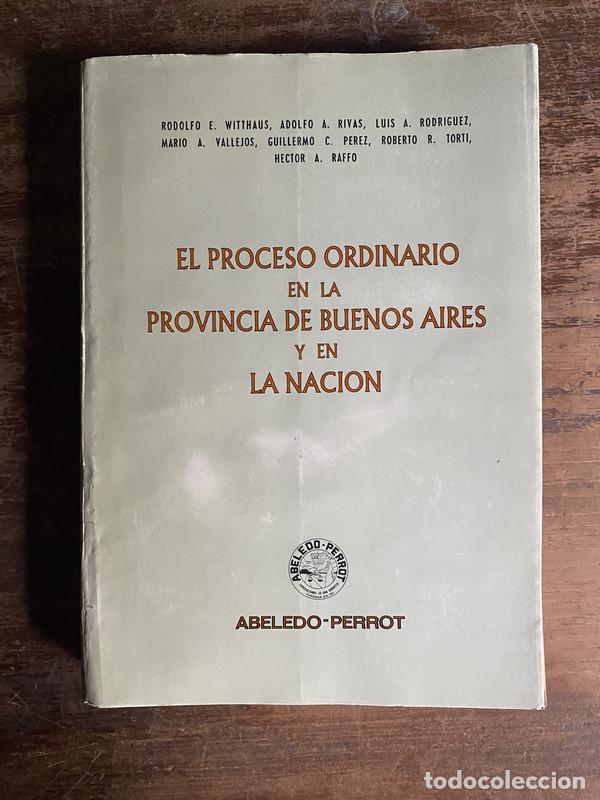 RODOLFO E. WITTHAUS, ADOLFO A. RIVAS, LUIS A. RODRIGUEZ,
MARIO A. VALLEJOS, GUILLERMO C. PEREZ, ROBERTO R. TORTI,
HECTOR A. RAFFO
EL PROCESO ORDINARIO
EN LA
PROVINCIA DE BUENOS AIRES
Y EN
LA NACION
ABELEDO-PERROT
ABELEDO-PERROT
todocoleccion